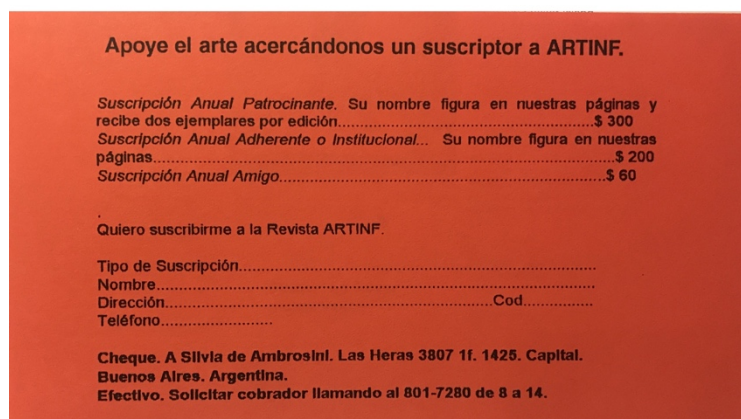 Apoye el arte acercándonos un suscriptor a ARTINF.
Suscripción Anual Patrocinante. Su nombre figura en nuestras páginas y
recibe dos ejemplares por edición..............................................$ 300
Suscripción Anual Adherente o Institucional... Su nombre figura en nuestras
páginas.....................................................................................$ 200
Suscripción Anual Amigo............................................................$ 60
.
Quiero suscribirme a la Revista ARTINF.
Tipo de Suscripción.................................................................
Nombre................................................................................
Dirección............................................................Cod.............
Teléfono.....................
Cheque. A Silvia de Ambrosini. Las Heras 3807 1f. 1425. Capital.
Buenos Aires. Argentina.
Efectivo. Solicitar cobrador llamando al 801-7280 de 8 a 14.